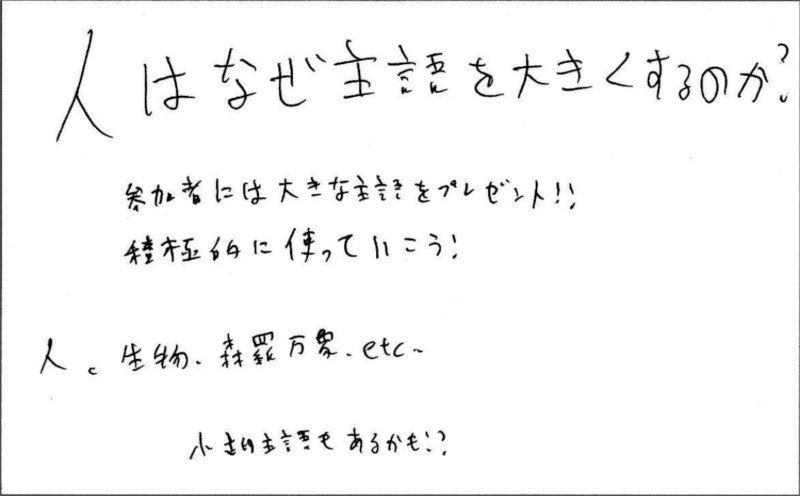 人はなぜ主語を大きくするのか?
参加者には大きな主語をプレゼント!!
積極的に使っていこう!
人、生物、森羅万象、etc~
小さな主語もあるかも!?